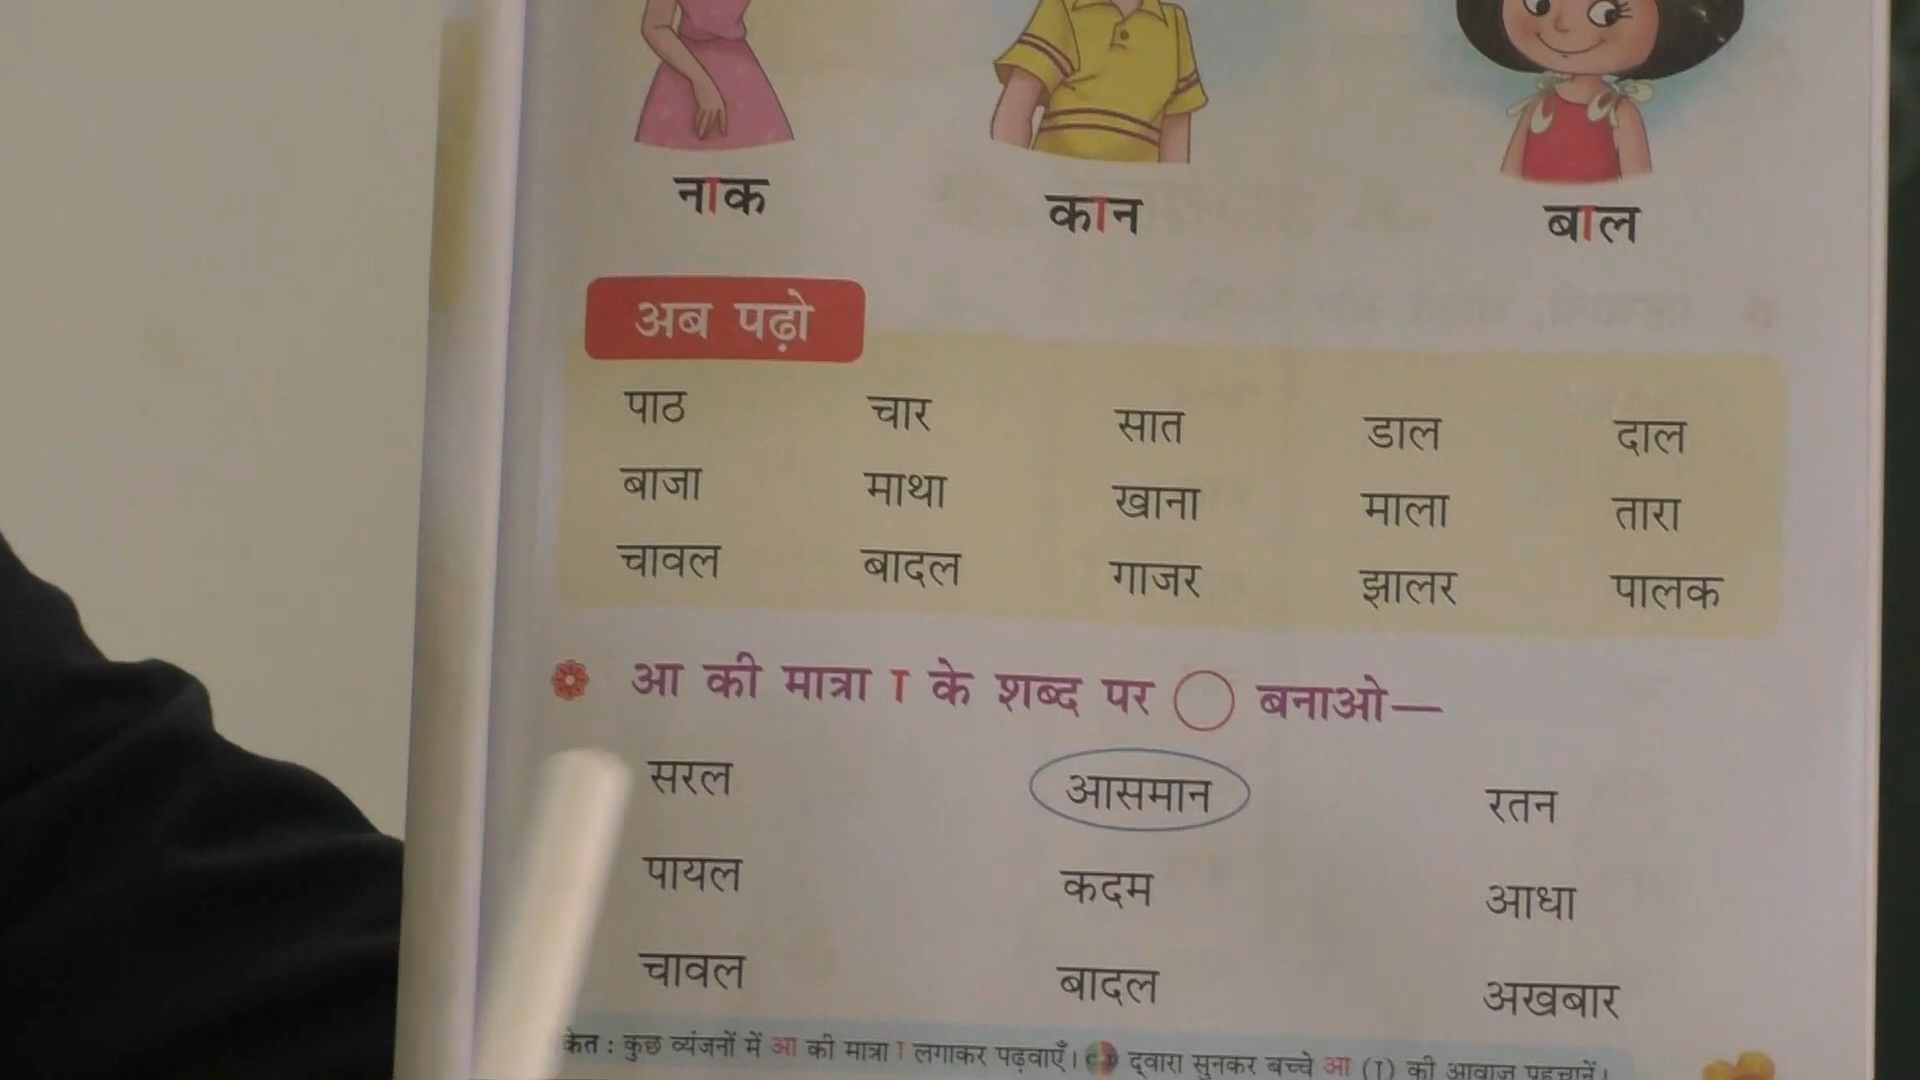 नाक कान बाल
अब पढ़ो
पाठ चार सात डाल दाल
बाजा माथा खाना माला तारा
चावल बादल गाजर झालर पालक
आ की मात्रा ा के शब्द पर बनाओ—
सरल आसमान रतन
पायल कदम आधा
चावल बादल अखबार
केत : कुछ व्यंजनों में आ की मात्रा ा लगाकर पढ़वाएँ। द्वारा सुनकर बच्चे आ (ा) की आवाज़ पहचानें।